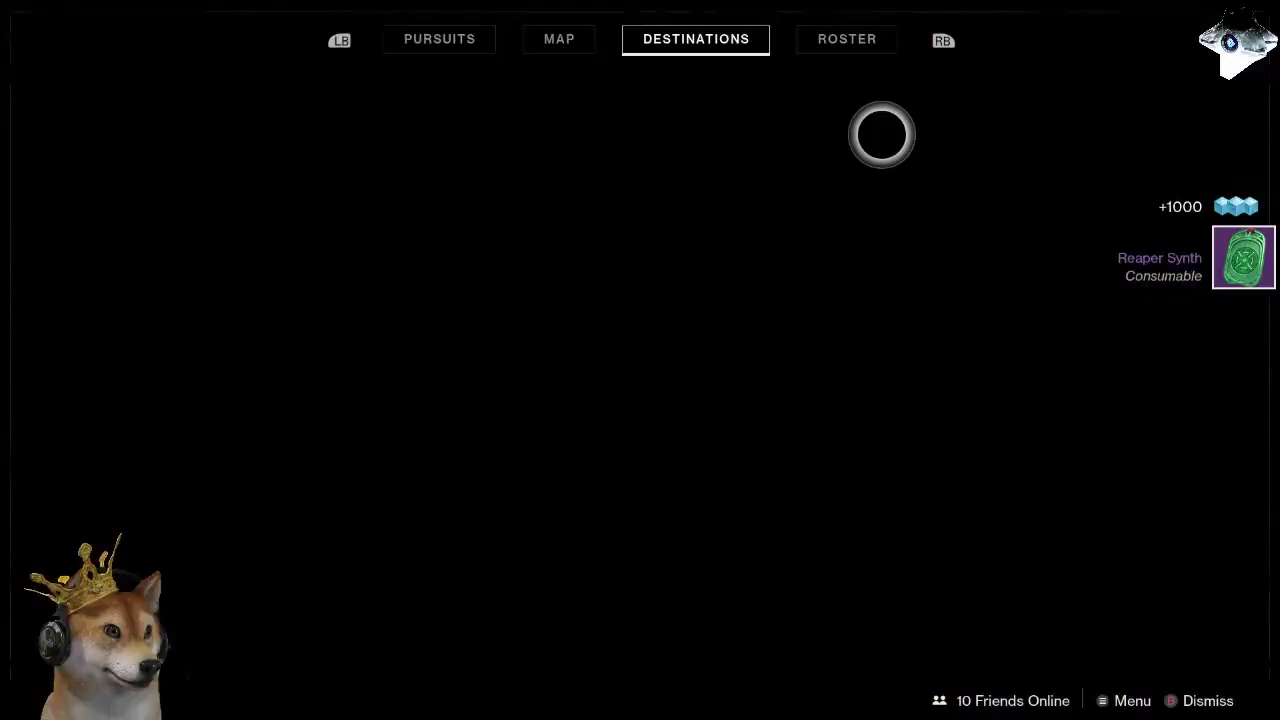 LB
PURSUITS
MAP
DESTINATIONS
ROSTER
RB
+1000
Reaper Synth
Consumable
10 Friends Online
Menu
B
Dismiss